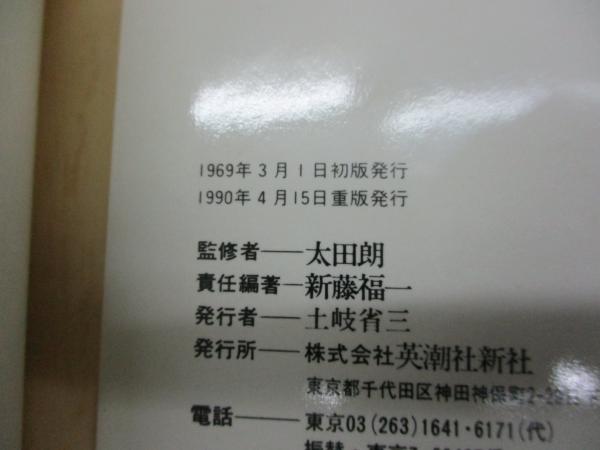 1969年3月1日初版発行
1990年4月15日重版発行
監修者――太田朗
責任編著―新藤福一
発行者――土岐省三
発行所――株式会社英潮社新社
東京都千代田区神田神保町2-
電話――東京03(263)1641・6171(代)